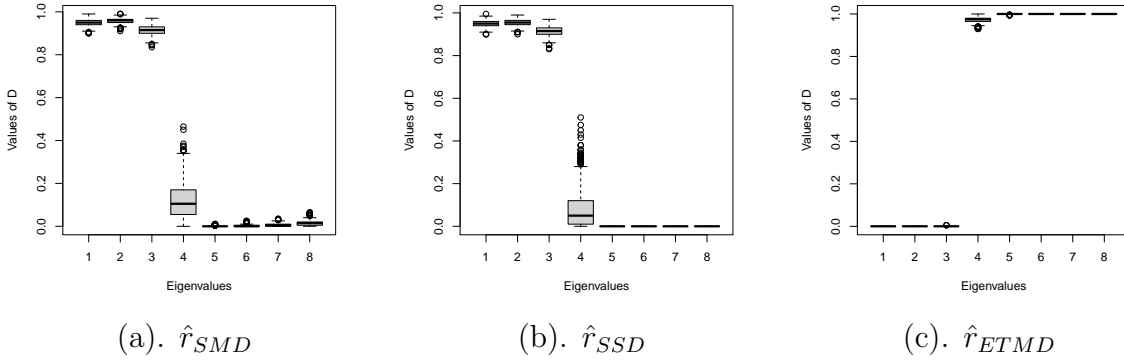 Values of D
0.0 0.2 0.4 0.6 0.8 1.0
1 2 3 4 5 6 7 8
Eigenvalues
(a). r̂_{SMD}
Values of D
0.0 0.2 0.4 0.6 0.8 1.0
1 2 3 4 5 6 7 8
Eigenvalues
(b). r̂_{SSD}
Values of D
0.0 0.2 0.4 0.6 0.8 1.0
1 2 3 4 5 6 7 8
Eigenvalues
(c). r̂_{ETMD}